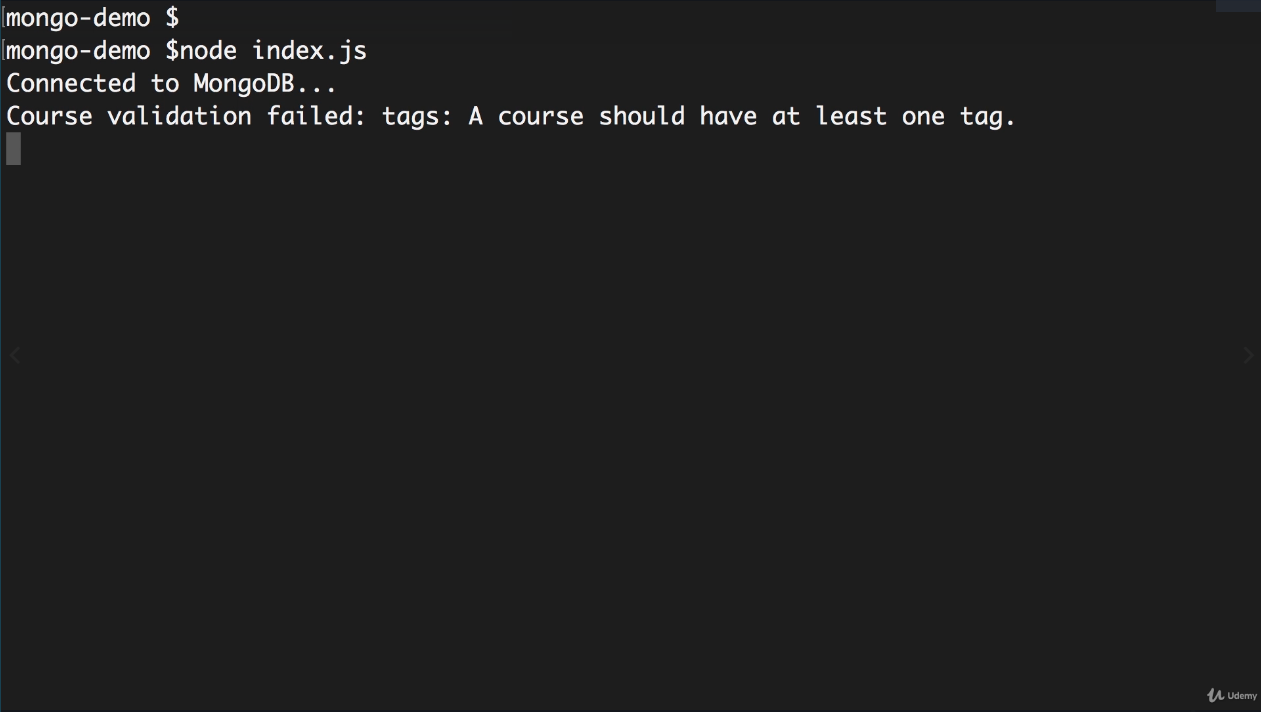 [mongo-demo $
[mongo-demo $node index.js
Connected to MongoDB...
Course validation failed: tags: A course should have at least one tag.
Udemy